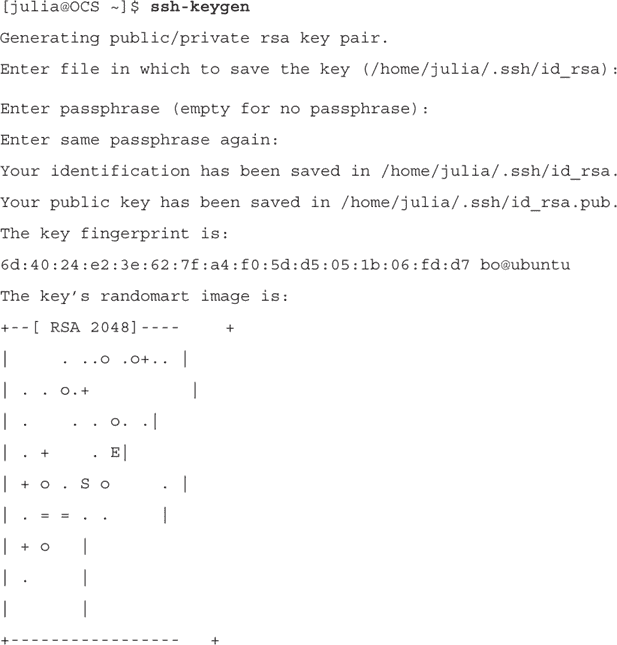 [julia@OCS ~]$ ssh-keygen
Generating public/private rsa key pair.
Enter file in which to save the key (/home/julia/.ssh/id_rsa):
Enter passphrase (empty for no passphrase):
Enter same passphrase again:
Your identification has been saved in /home/julia/.ssh/id_rsa.
Your public key has been saved in /home/julia/.ssh/id_rsa.pub.
The key fingerprint is:
6d:40:24:e2:3e:62:7f:a4:f0:5d:d5:05:1b:06:fd:d7 bo@ubuntu
The key’s randomart image is:
+--[ RSA 2048]----     +
|     . ..o .o+.. |
| . . o.+          |
| .    . . o. .|
| . +    . E|
| + o . S o     . |
| . = = . .     |
| + o   |
| .     |
|       |
+-----------------   +